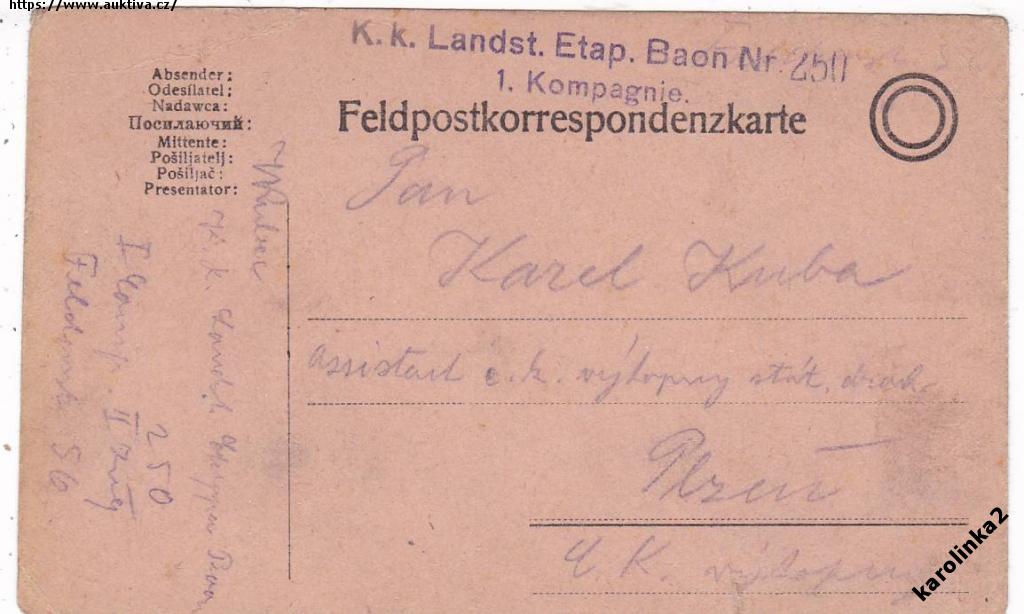 https://www.auktiva.cz/
K. k. Landst. Etap. Baon Nr. 250
1. Kompagnie.
Feldpostkorrespondenzkarte
Absender:
Odesílatel:
Nadawca:
Посилаючий:
Mittente:
Pošiljatelj:
Pošiljač:
Presentator:
K. k. Landst.
250
I Comp. II Zug
56
Pan
Karel Kuba
assistent c. k. výtopny stát. drah.
Plzeň
C. K. výtopny
karolinka2